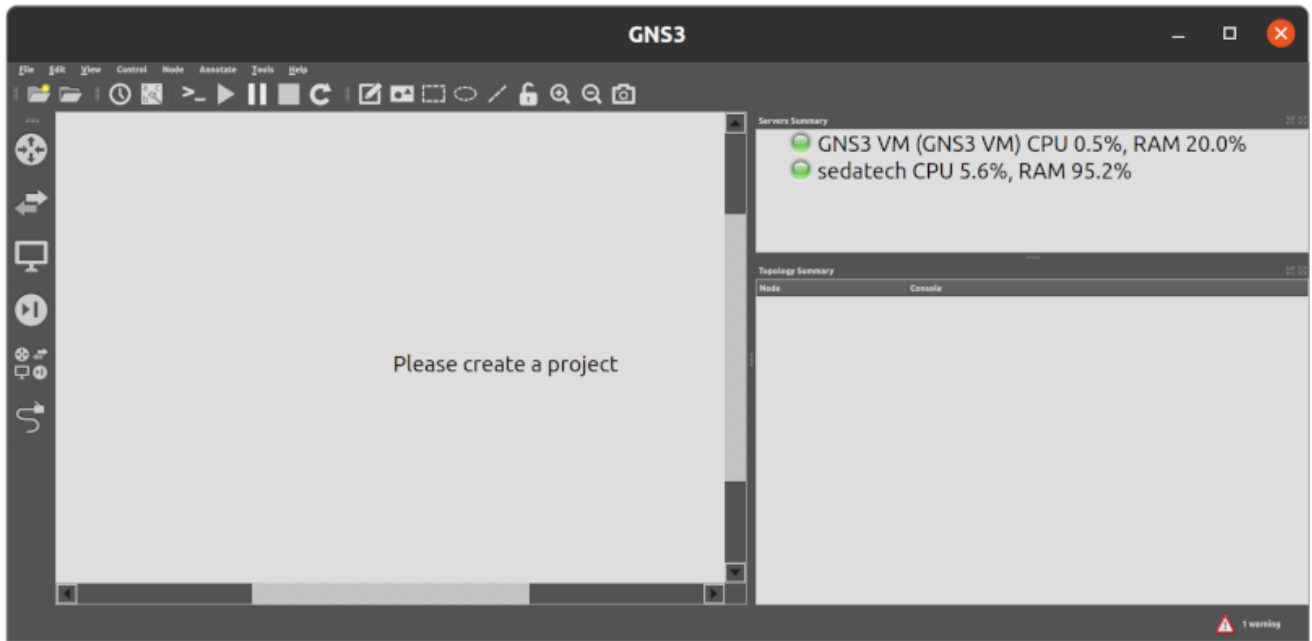 GNS3
File Edit View Control Node Annotate Tools Help
Servers Summary
GNS3 VM (GNS3 VM) CPU 0.5%, RAM 20.0%
sedatech CPU 5.6%, RAM 95.2%
Please create a project
Topology Summary
Node Console
1 warning